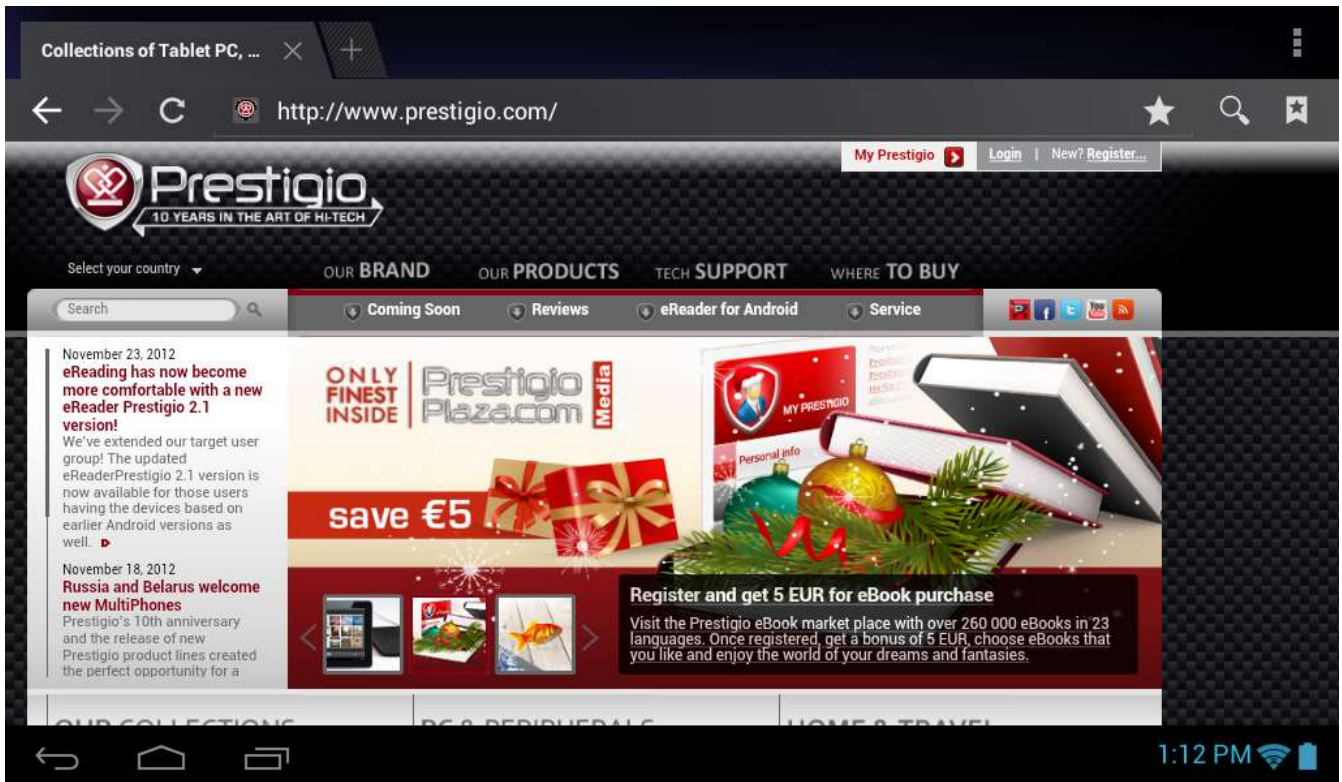 Collections of Tablet PC, ...
http://www.prestigio.com/
My Prestigio
Login | New? Register...
Prestigio
10 YEARS IN THE ART OF HI-TECH
Select your country
OUR BRAND
OUR PRODUCTS
TECH SUPPORT
WHERE TO BUY
Search
Coming Soon
Reviews
eReader for Android
Service
You
November 23, 2012
eReading has now become
more comfortable with a new
eReader Prestigio 2.1
version!
We've extended our target user
group! The updated
eReaderPrestigio 2.1 version is
now available for those users
having the devices based on
earlier Android versions as
well.
November 18, 2012
Russia and Belarus welcome
new MultiPhones
Prestigio's 10th anniversary
and the release of new
Prestigio product lines created
the perfect opportunity for a
ONLY
FINEST
INSIDE
Prestigio
Plaza.com
Media
save €5
MY PRESTIGIO
Personal info
Register and get 5 EUR for eBook purchase
Visit the Prestigio eBook market place with over 260 000 eBooks in 23
languages. Once registered, get a bonus of 5 EUR, choose eBooks that
you like and enjoy the world of your dreams and fantasies.
OUR COLLECTIONS
PC & PERIPHERALS
HOME & TRAVEL
1:12 PM